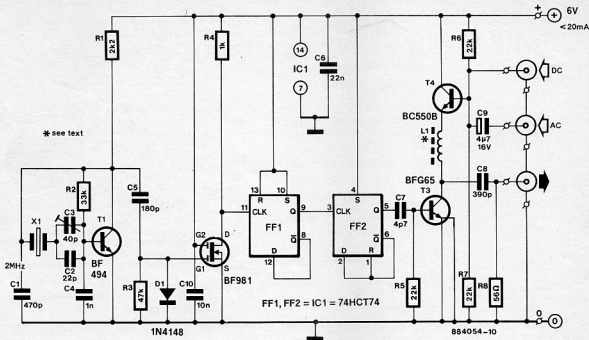 +
6V
<20mA
R1
2k2
R4
1k
14
IC1
7
C6
22n
R6
22k
T4
BC550B
DC
C9
4µ7
16V
AC
L1
*
* see text
C5
180p
R2
33k
C3
40p
X1
C2
22p
T1
BF
494
2MHz
C1
470p
C4
1n
R3
47k
D1
1N4148
C10
10n
G2
G1
D
S
BF981
13
10
R
S
11
CLK
Q
9
FF1
Q
8
D
12
4
S
3
CLK
Q
5
FF2
Q
6
D
R
2
1
C7
4p7
BFG65
T3
C8
390p
R5
22k
R7
22k
R8
56Ω
FF1, FF2 = IC1 = 74HCT74
884054-10
0
0